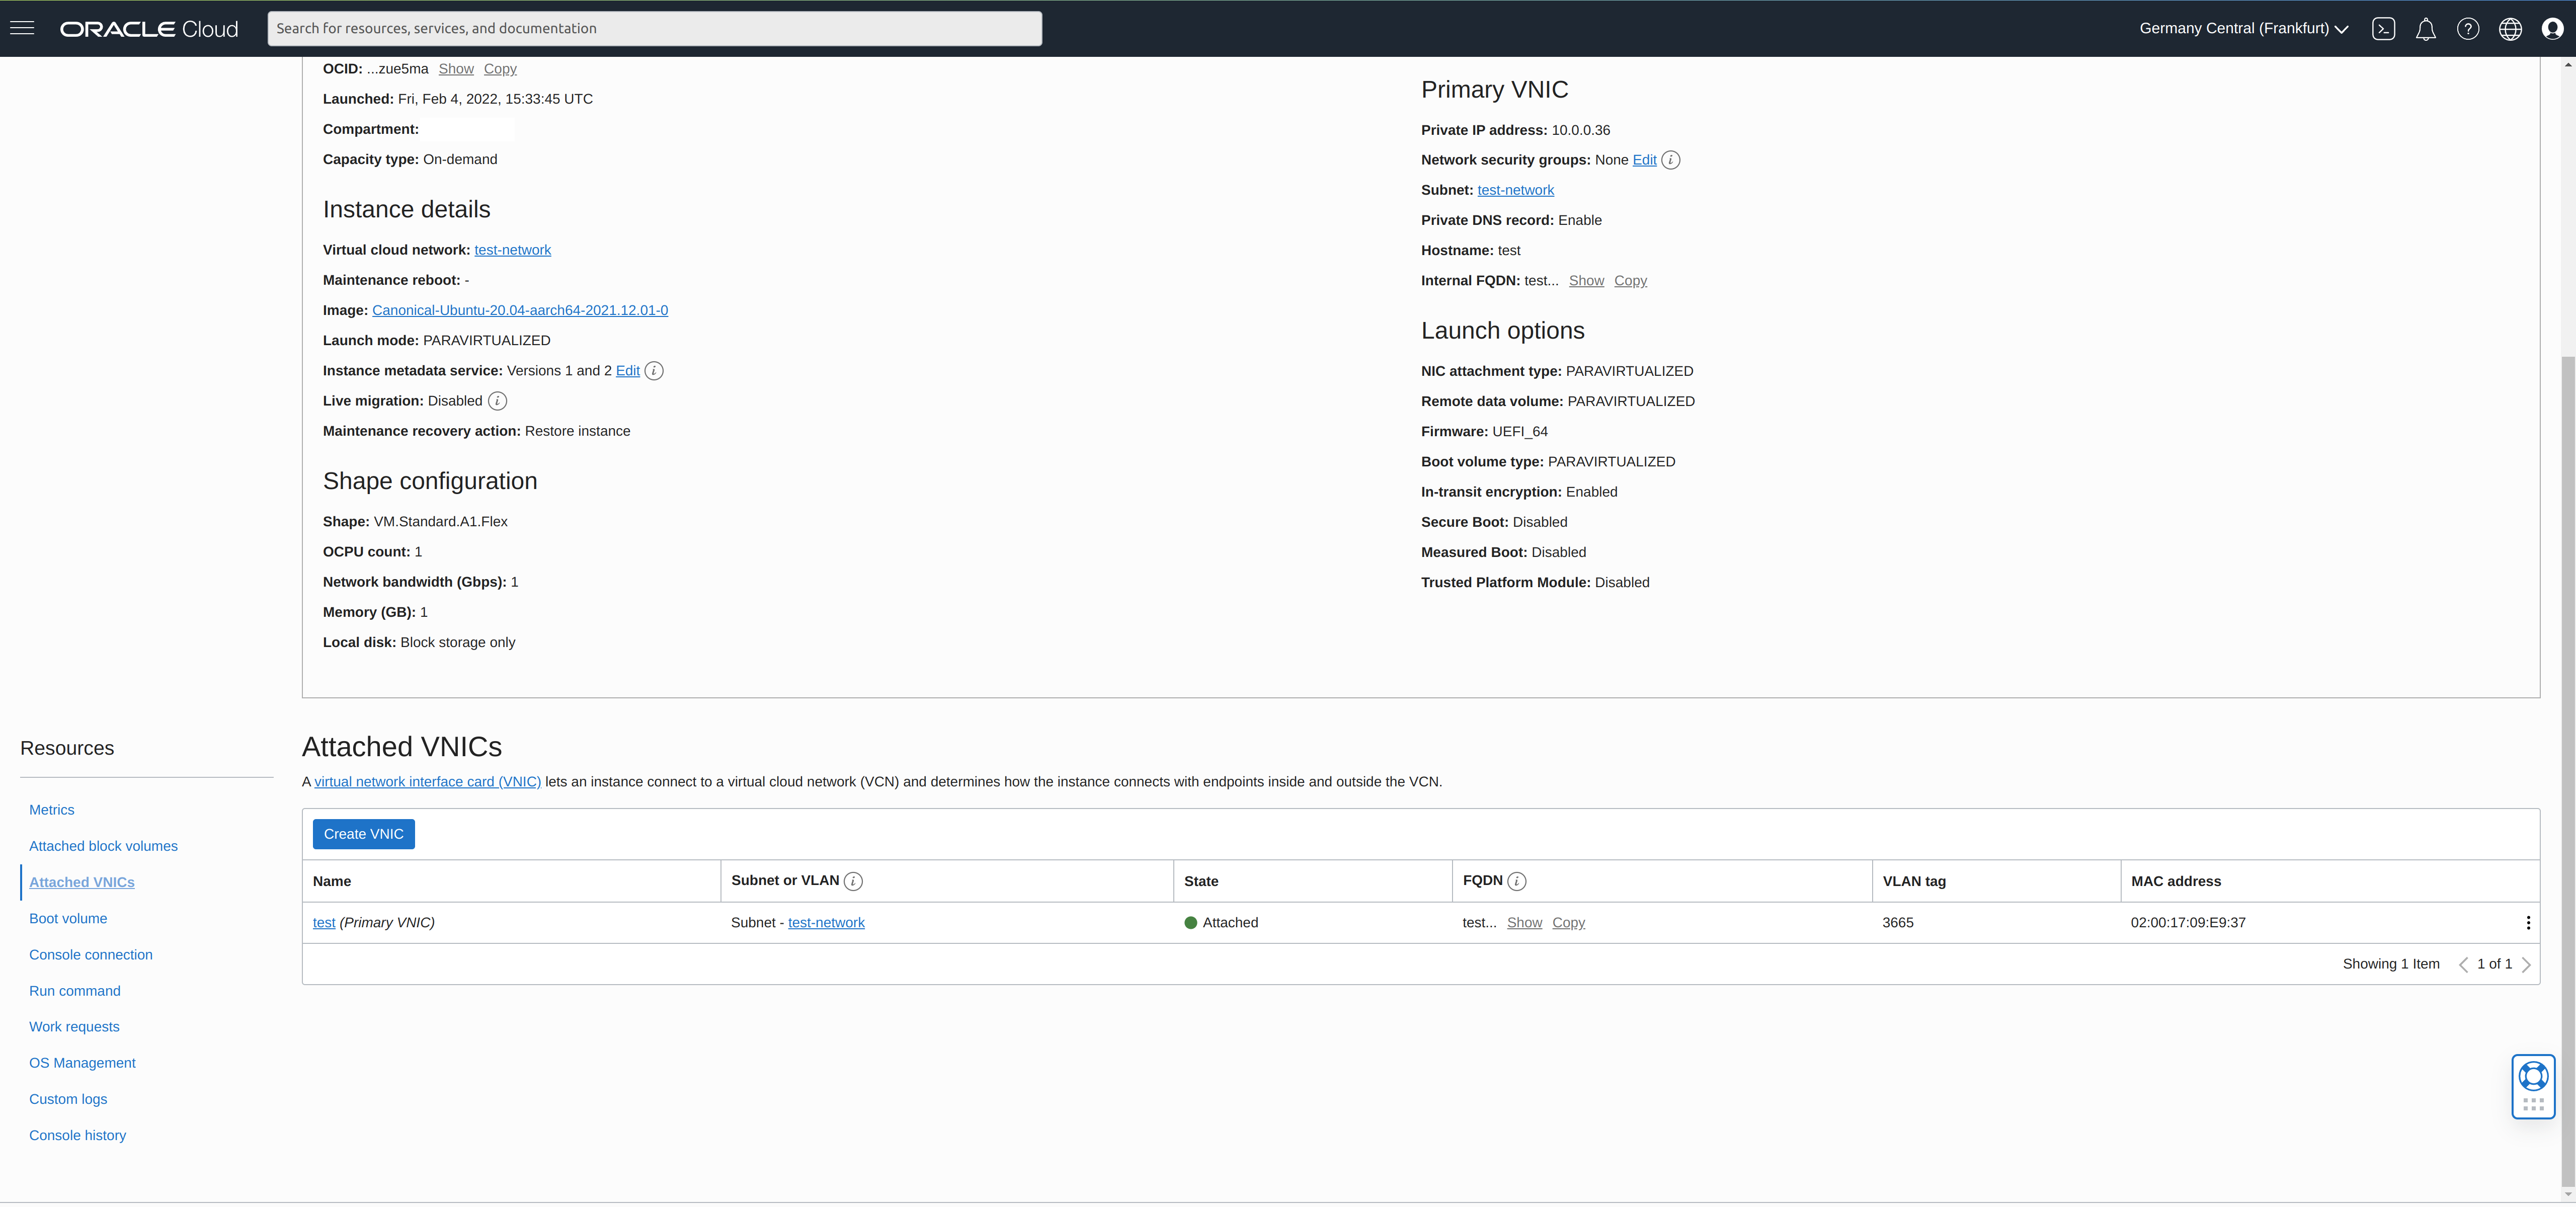 ORACLE Cloud
Search for resources, services, and documentation
Germany Central (Frankfurt)
OCID: ...zue5ma Show Copy
Launched: Fri, Feb 4, 2022, 15:33:45 UTC
Compartment:
Capacity type: On-demand
Instance details
Virtual cloud network: test-network
Maintenance reboot: -
Image: Canonical-Ubuntu-20.04-aarch64-2021.12.01-0
Launch mode: PARAVIRTUALIZED
Instance metadata service: Versions 1 and 2 Edit
Live migration: Disabled
Maintenance recovery action: Restore instance
Shape configuration
Shape: VM.Standard.A1.Flex
OCPU count: 1
Network bandwidth (Gbps): 1
Memory (GB): 1
Local disk: Block storage only
Primary VNIC
Private IP address: 10.0.0.36
Network security groups: None Edit
Subnet: test-network
Private DNS record: Enable
Hostname: test
Internal FQDN: test... Show Copy
Launch options
NIC attachment type: PARAVIRTUALIZED
Remote data volume: PARAVIRTUALIZED
Firmware: UEFI_64
Boot volume type: PARAVIRTUALIZED
In-transit encryption: Enabled
Secure Boot: Disabled
Measured Boot: Disabled
Trusted Platform Module: Disabled
Resources
Metrics
Attached block volumes
Attached VNICs
Boot volume
Console connection
Run command
Work requests
OS Management
Custom logs
Console history
Attached VNICs
A virtual network interface card (VNIC) lets an instance connect to a virtual cloud network (VCN) and determines how the instance connects with endpoints inside and outside the VCN.
Create VNIC
Name Subnet or VLAN State FQDN VLAN tag MAC address
test (Primary VNIC) Subnet - test-network Attached test... Show Copy 3665 02:00:17:09:E9:37
Showing 1 Item 1 of 1